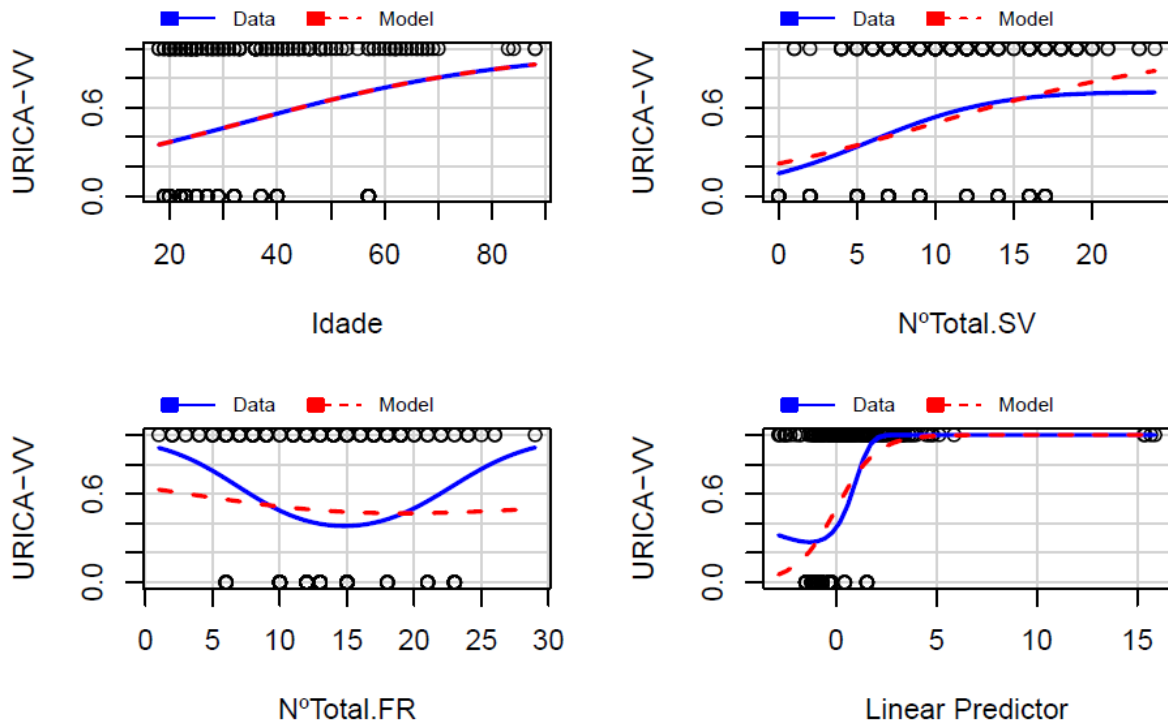 Data Model
URICA-VV
0.0 0.6
20 40 60 80
Idade
Data Model
URICA-VV
0.0 0.6
0 5 10 15 20
NºTotal.SV
Data Model
URICA-VV
0.0 0.6
0 5 10 15 20 25 30
NºTotal.FR
Data Model
URICA-VV
0.0 0.6
0 5 10 15
Linear Predictor